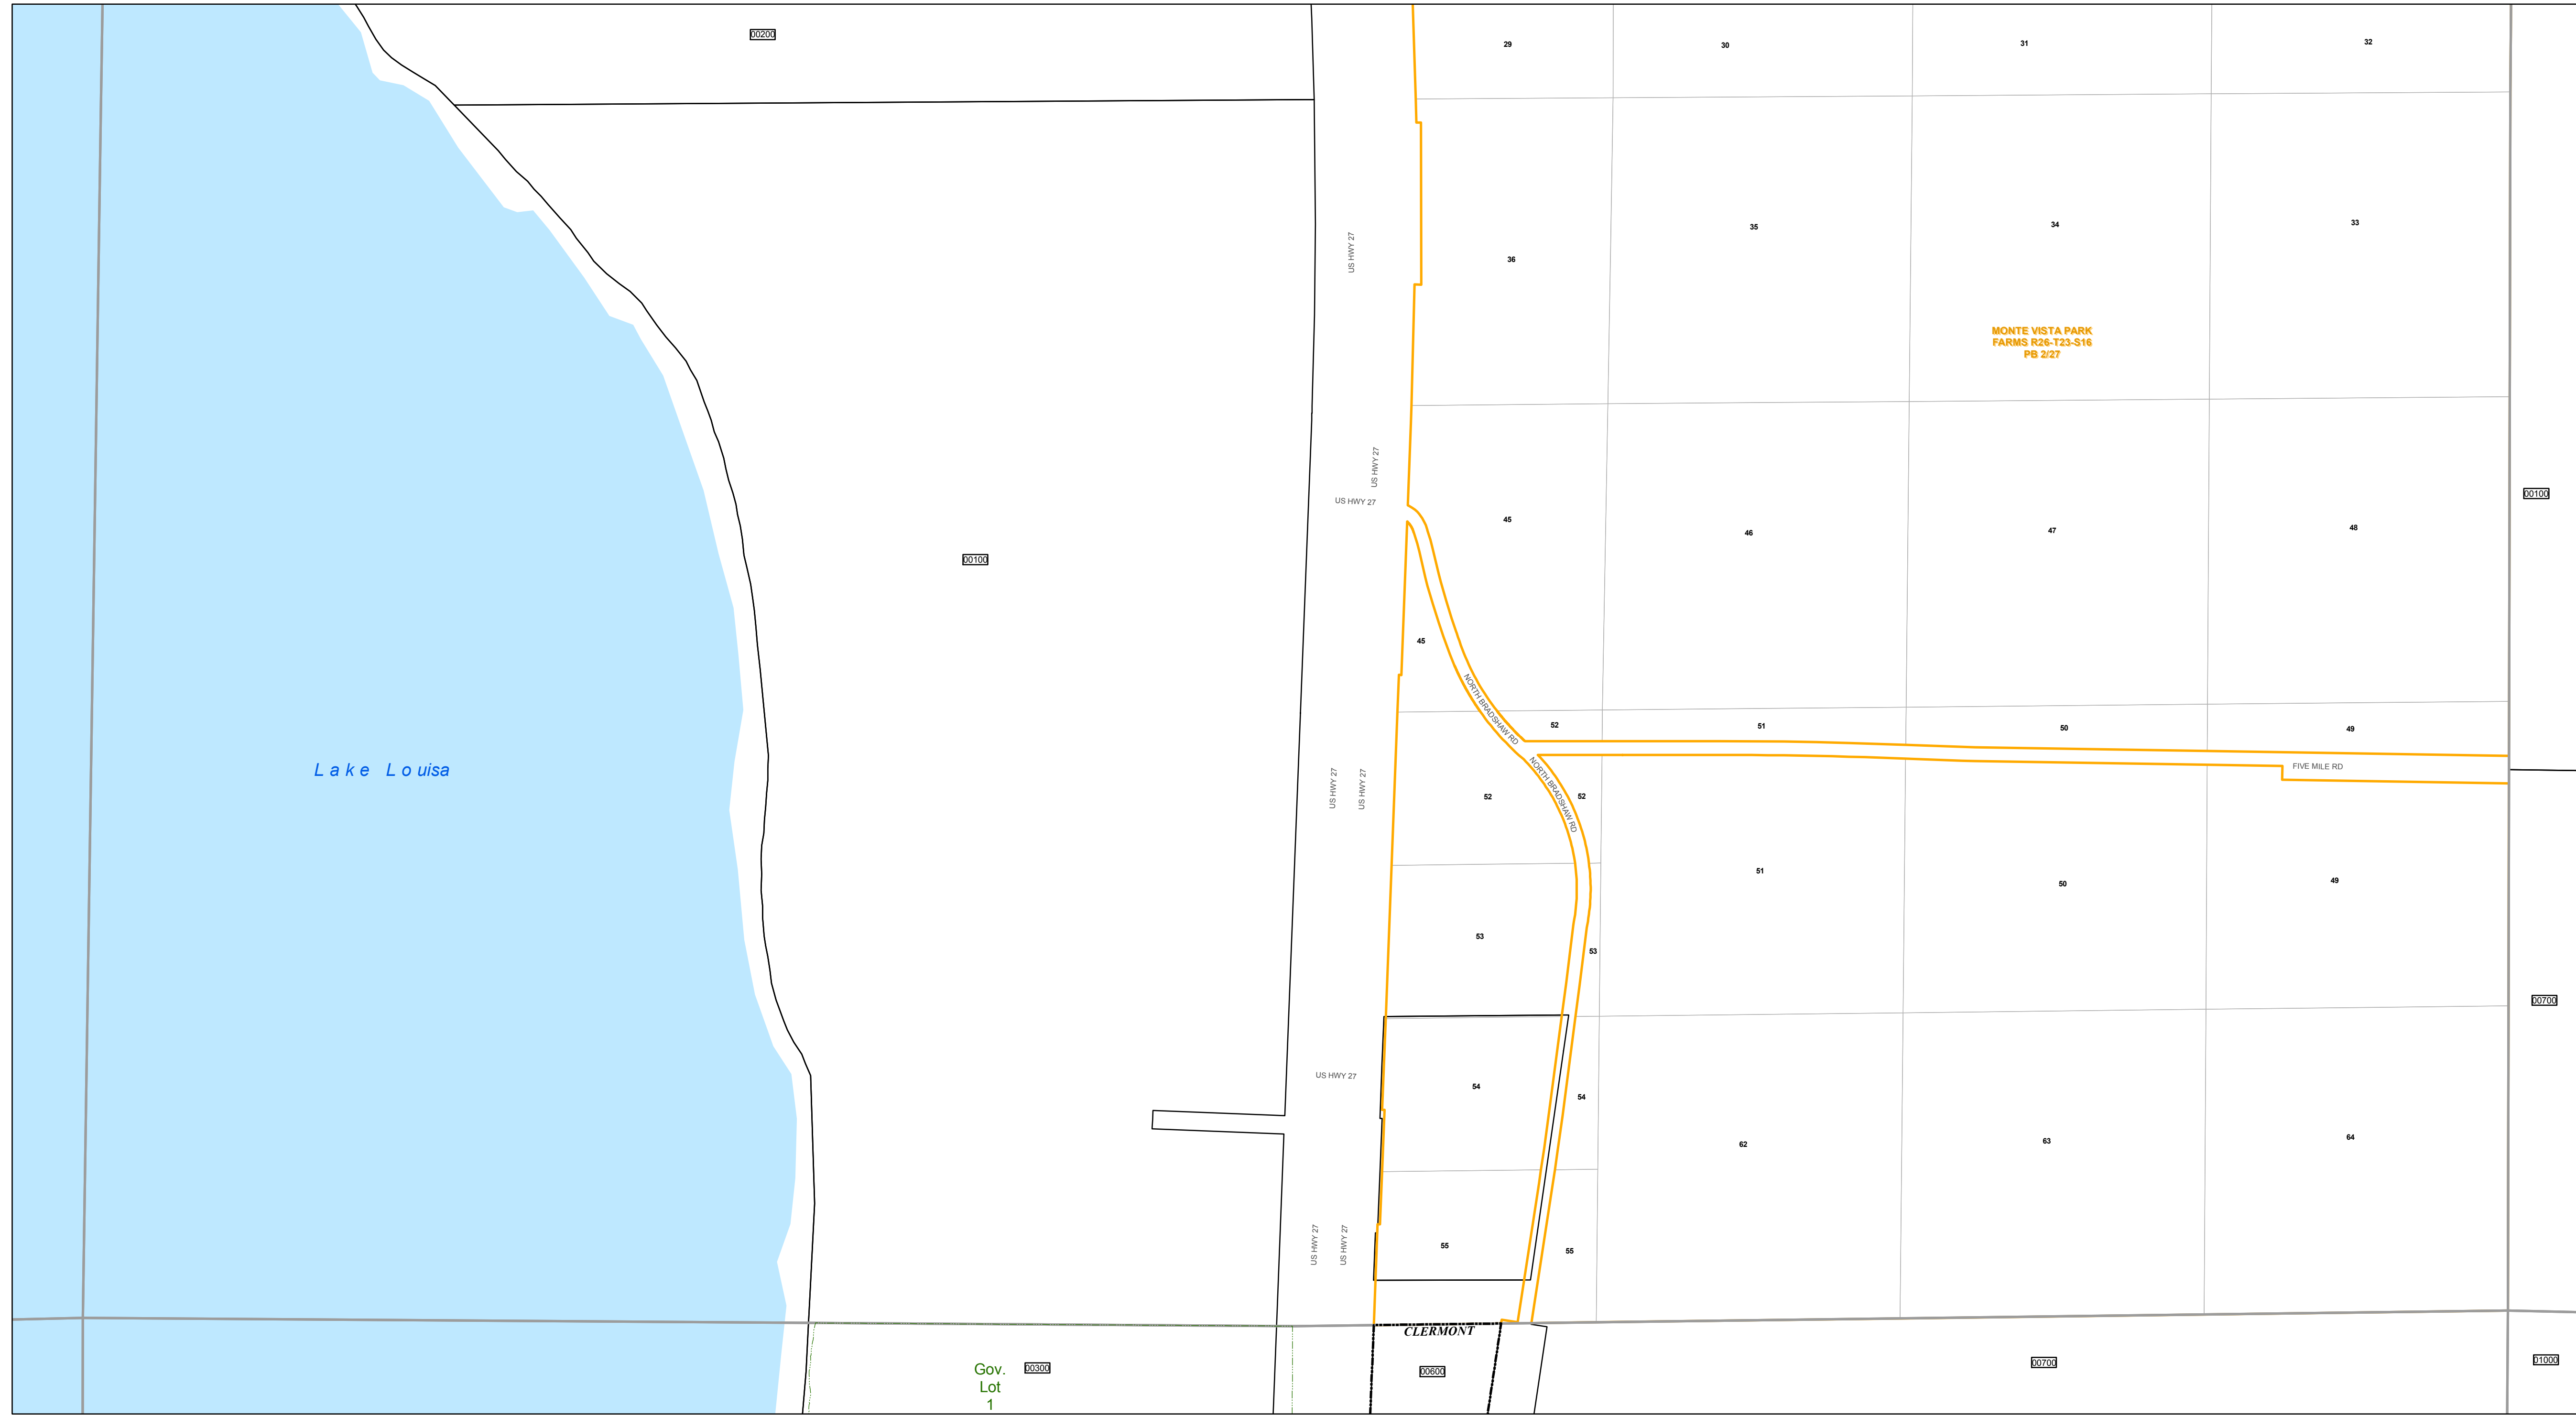 00200
29
30
31
32
36
35
34
33
US HWY 27
MONTE VISTA PARK
FARMS R26-T23-S16
PB 2/27
US HWY 27
US HWY 27
00100
45
46
47
48
00100
45
NORTH BRADSHAW RD
52
51
50
49
Lake Louisa
US HWY 27
US HWY 27
FIVE MILE RD
NORTH BRADSHAW RD
52
52
51
50
49
53
53
00700
US HWY 27
54
54
62
63
64
US HWY 27
US HWY 27
55
55
CLERMONT
Gov.
Lot
1
00300
00600
00700
01000